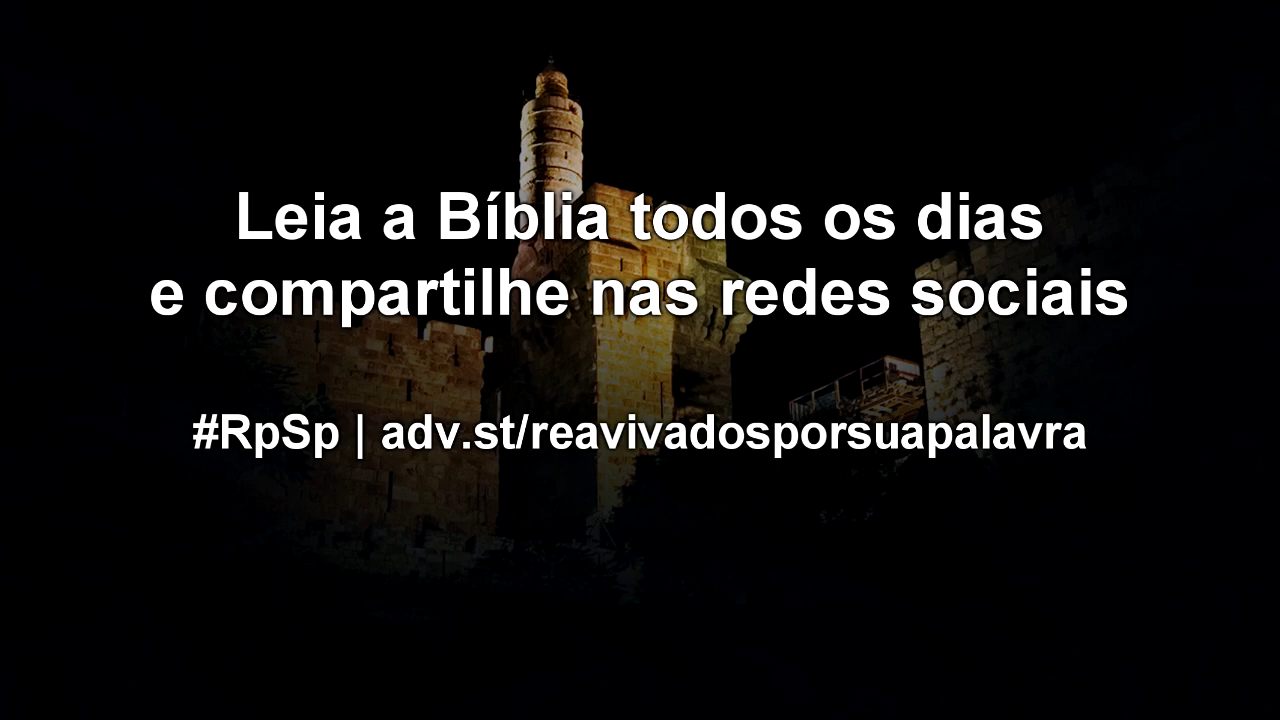 Leia a Bíblia todos os dias
e compartilhe nas redes sociais
#RpSp | adv.st/reavivadosporsuapalavra